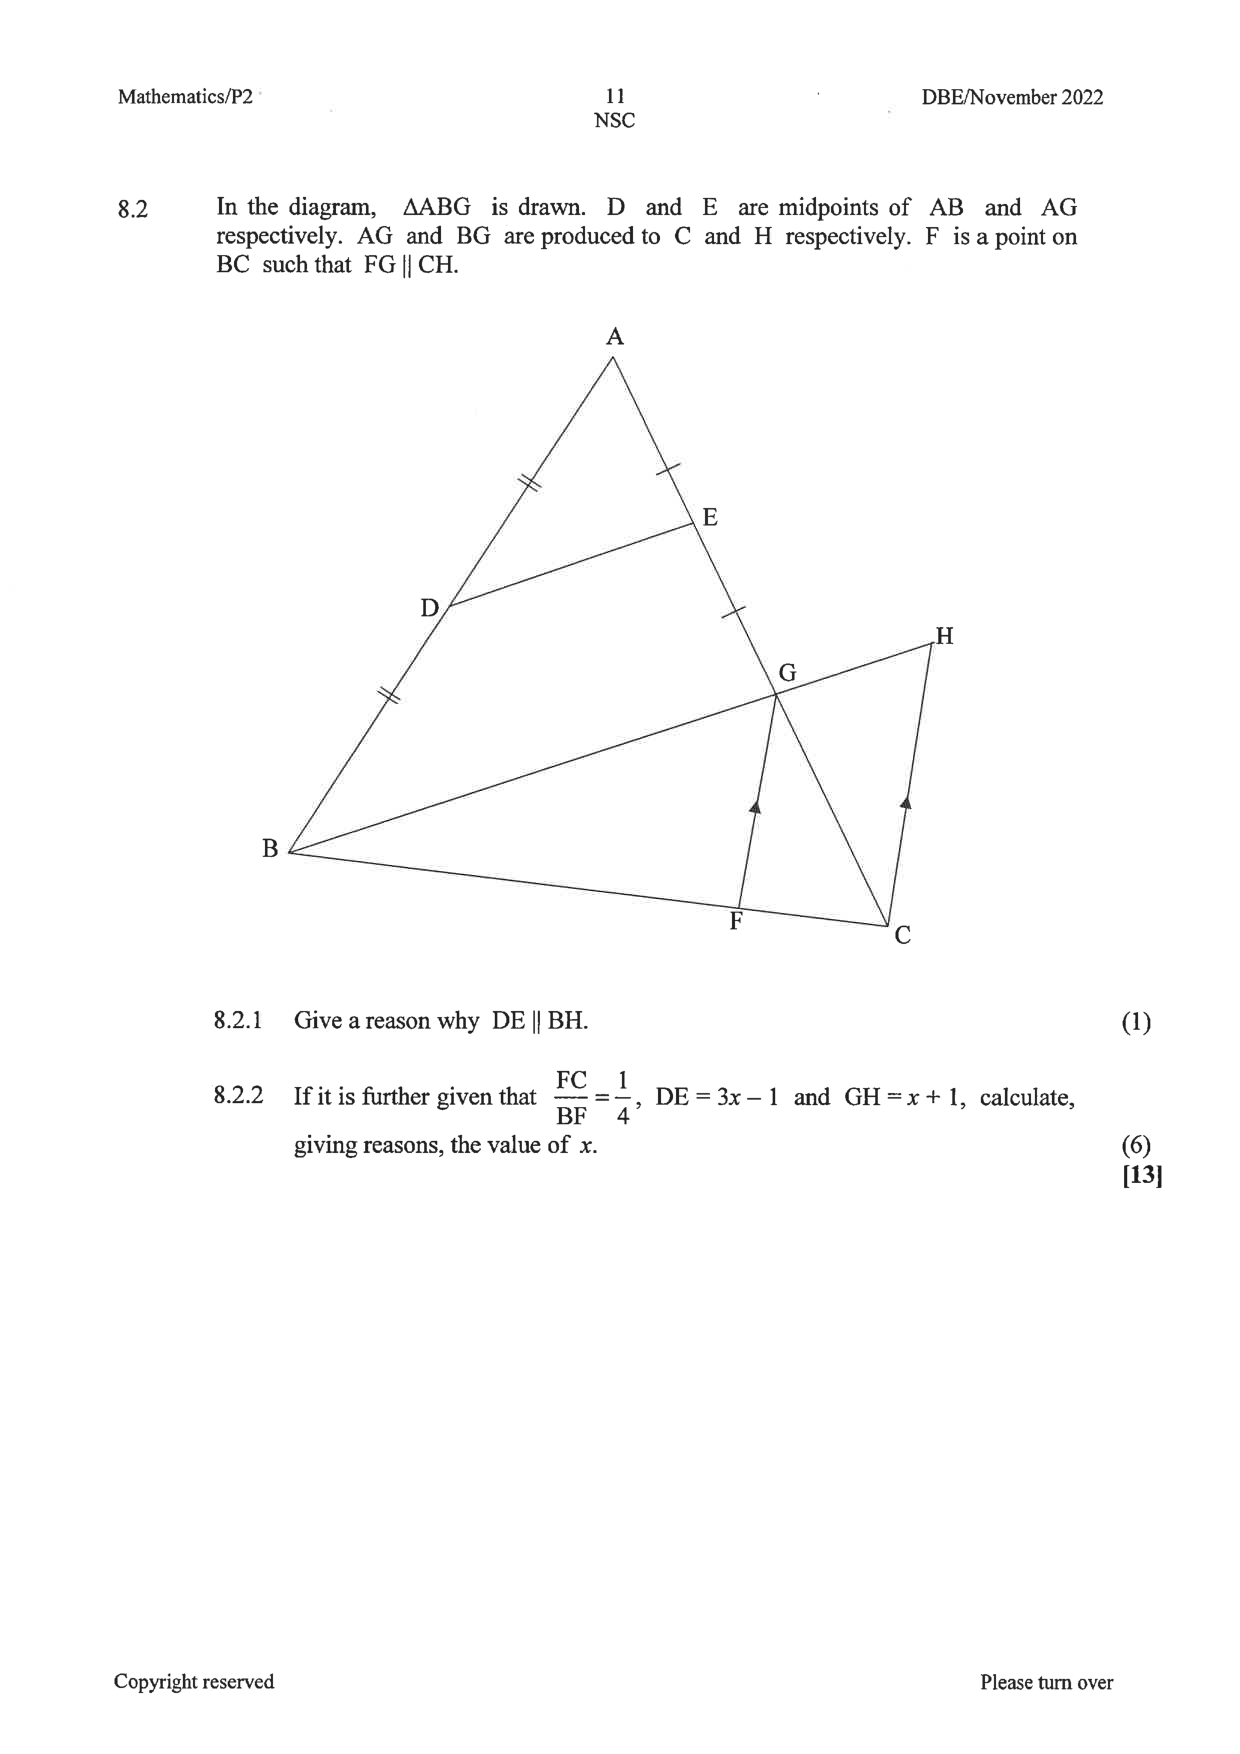 Mathematics/P2
11
DBE/November 2022
NSC
8.2 In the diagram, ΔABG is drawn. D and E are midpoints of AB and AG
respectively. AG and BG are produced to C and H respectively. F is a point on
BC such that FG || CH.
A
E
D
H
G
B
F
C
8.2.1 Give a reason why DE || BH. (1)
8.2.2 If it is further given that FC/BF = 1/4, DE = 3x – 1 and GH = x + 1, calculate,
giving reasons, the value of x. (6)
[13]
Copyright reserved
Please turn over